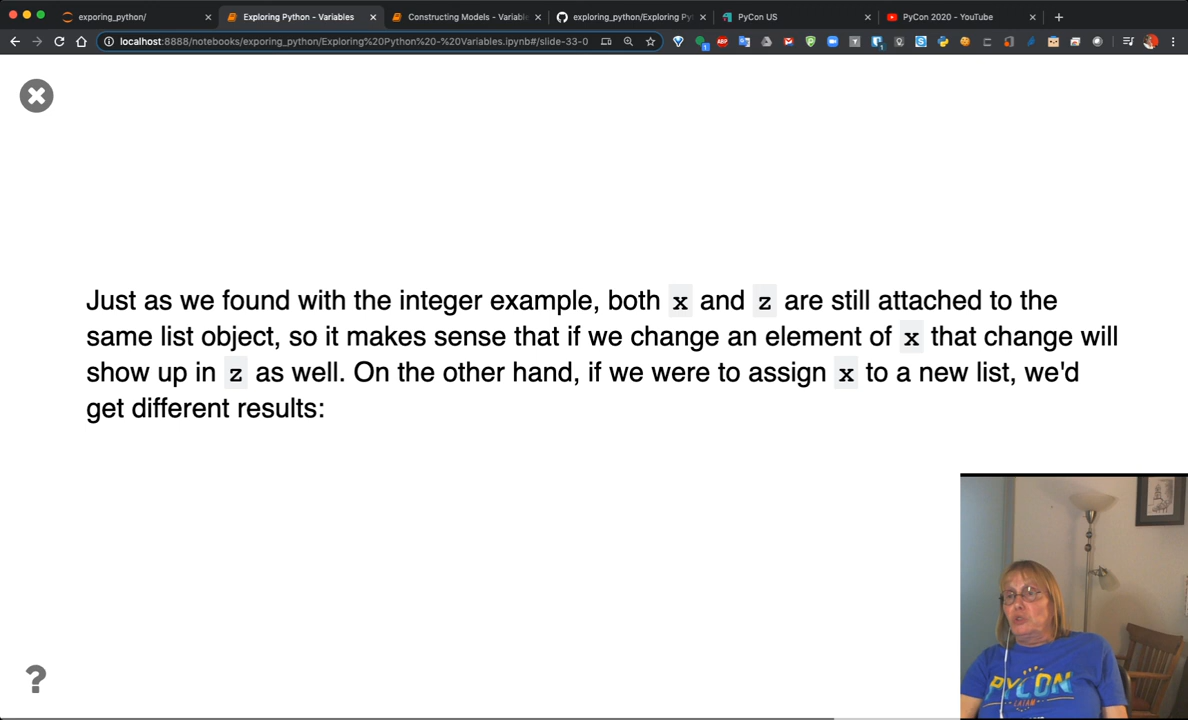 exporing_python/
Exploring Python - Variables
Constructing Models - Variabl
exploring_python/Exploring Py
PyCon US
PyCon 2020 - YouTube
localhost:8888/notebooks/exporing_python/Exploring%20Python%20-%20Variables.ipynb#/slide-33-0
Just as we found with the integer example, both x and z are still attached to the
same list object, so it makes sense that if we change an element of x that change will
show up in z as well. On the other hand, if we were to assign x to a new list, we'd
get different results:
?
PYCON